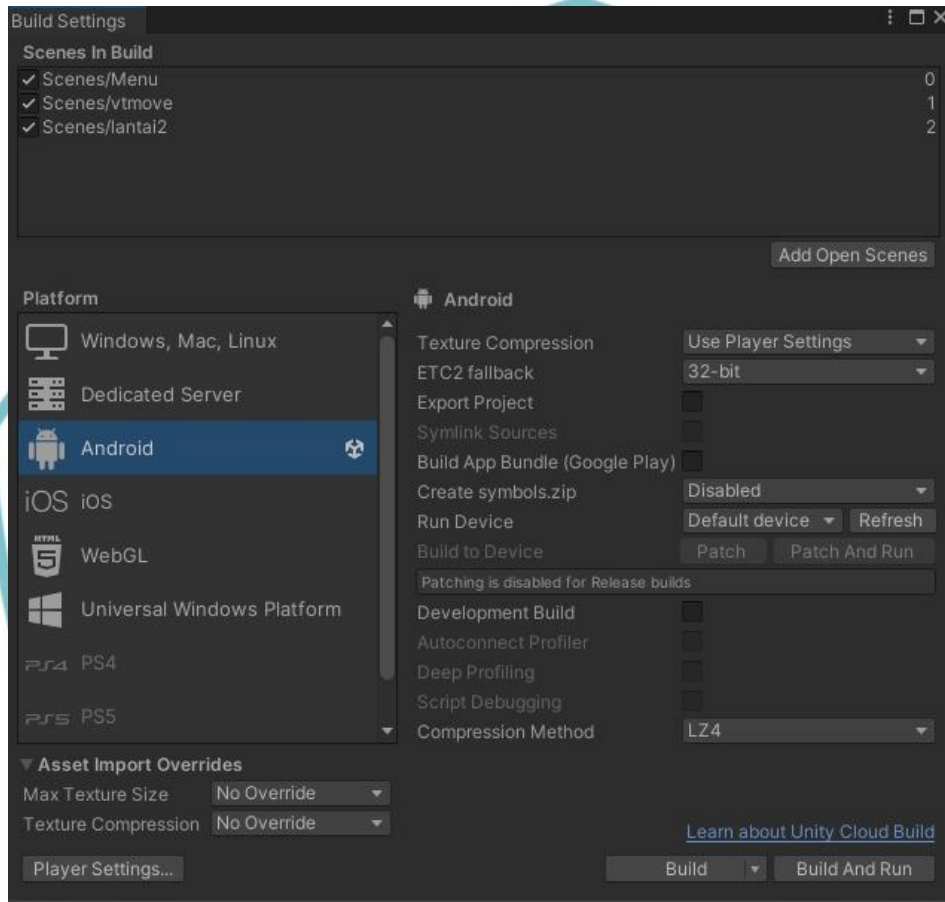 Build Settings
Scenes In Build
Scenes/Menu 0
Scenes/vtmove 1
Scenes/lantai2 2
Add Open Scenes
Platform
Windows, Mac, Linux
Dedicated Server
Android
iOS iOS
HTML 5 WebGL
Universal Windows Platform
PS4 PS4
PS5 PS5
Android
Texture Compression Use Player Settings
ETC2 fallback 32-bit
Export Project
Symlink Sources
Build App Bundle (Google Play)
Create symbols.zip Disabled
Run Device Default device Refresh
Build to Device Patch Patch And Run
Patching is disabled for Release builds
Development Build
Autoconnect Profiler
Deep Profiling
Script Debugging
Compression Method LZ4
Asset Import Overrides
Max Texture Size No Override
Texture Compression No Override
Learn about Unity Cloud Build
Player Settings... Build Build And Run